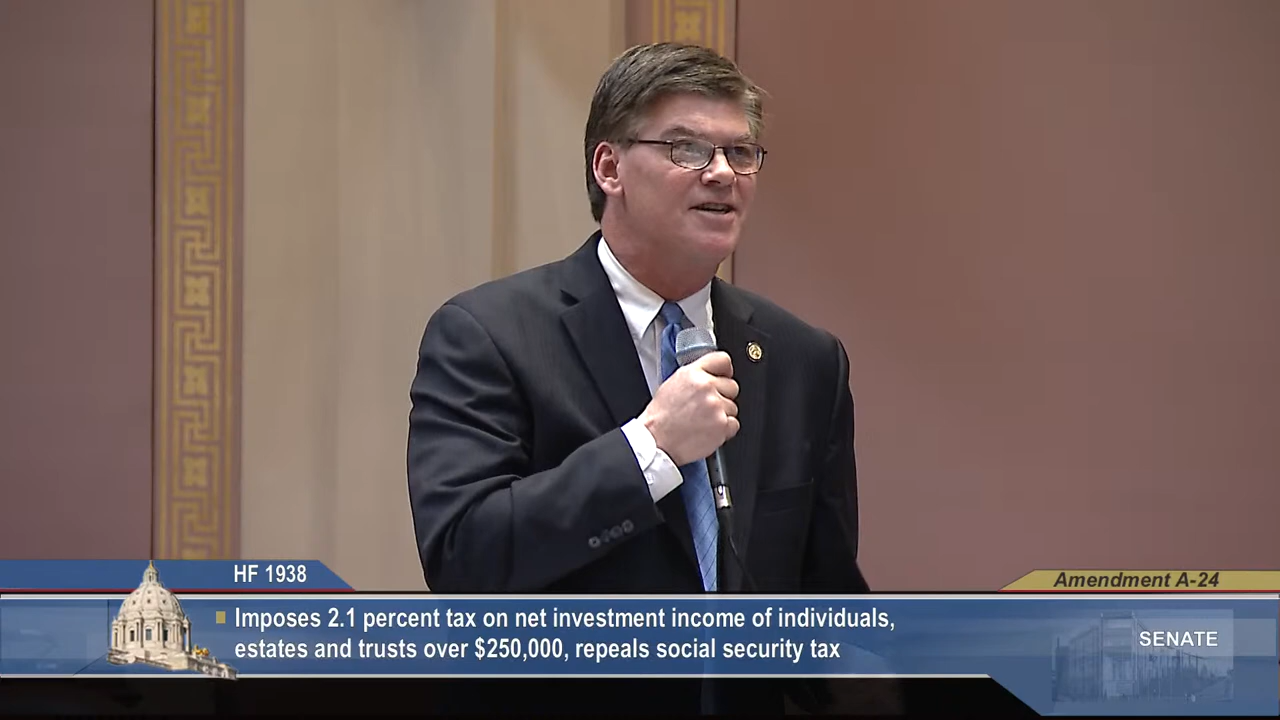 HF 1938
Amendment A-24
Imposes 2.1 percent tax on net investment income of individuals,
estates and trusts over $250,000, repeals social security tax
SENATE